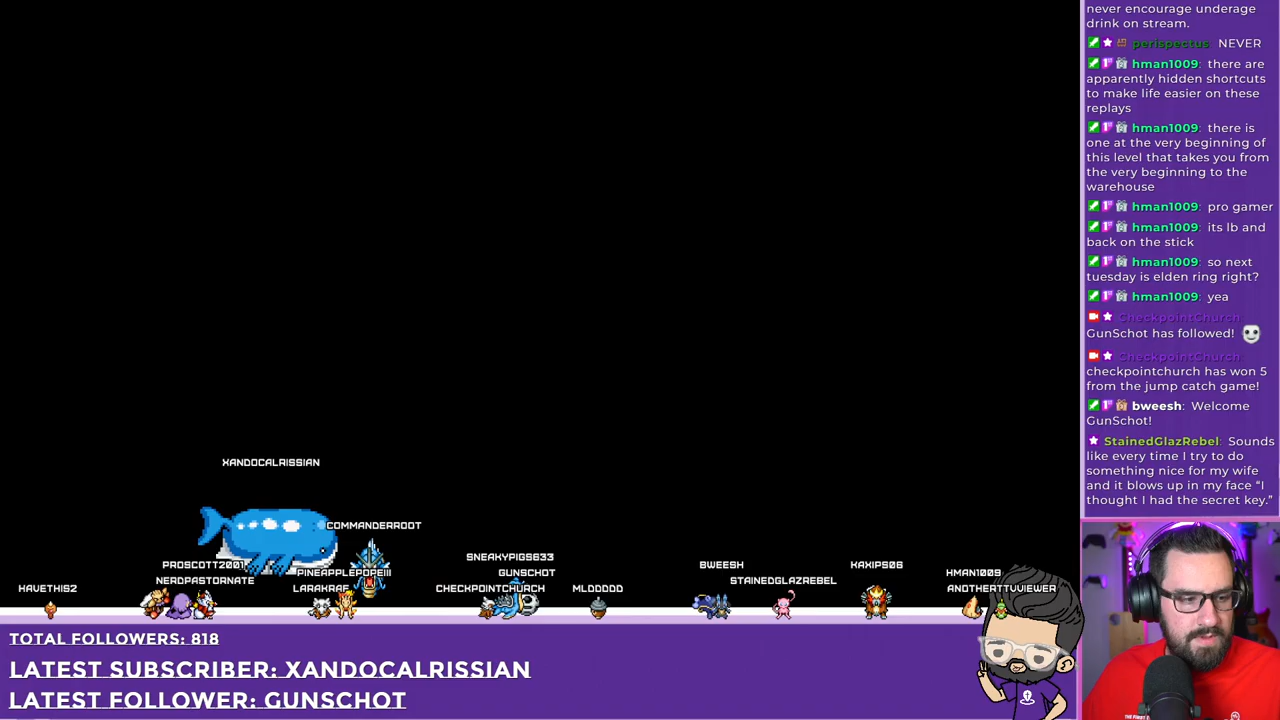 never encourage underage
drink on stream.
perispectus: NEVER
hman1009: there are
apparently hidden shortcuts
to make life easier on these
replays
hman1009: there is
one at the very beginning of
this level that takes you from
the very beginning to the
warehouse
hman1009: pro gamer
hman1009: its lb and
back on the stick
hman1009: so next
tuesday is elden ring right?
hman1009: yea
CheckpointChurch:
GunSchot has followed!
CheckpointChurch:
checkpointchurch has won 5
from the jump catch game!
bweesh: Welcome
GunSchot!
StainedGlazRebel: Sounds
like every time I try to do
something nice for my wife
and it blows up in my face “I
thought I had the secret key.”
XANDOCALRISSIAN
COMMANDERROOT
SNEAKYPIGS633
PROSCOTT2001
PINEAPPLEPOPEIII
GUNSCHOT
BWEESH
KAXIPS06
HMAN1009
NERDPASTORNATE
STAINEDGLAZREBEL
HAVETHIS2
LARAKRAF
CHECKPOINTCHURCH
MLDDDDD
ANOTHERTTVVIEWER
TOTAL FOLLOWERS: 818
LATEST SUBSCRIBER: XANDOCALRISSIAN
LATEST FOLLOWER: GUNSCHOT